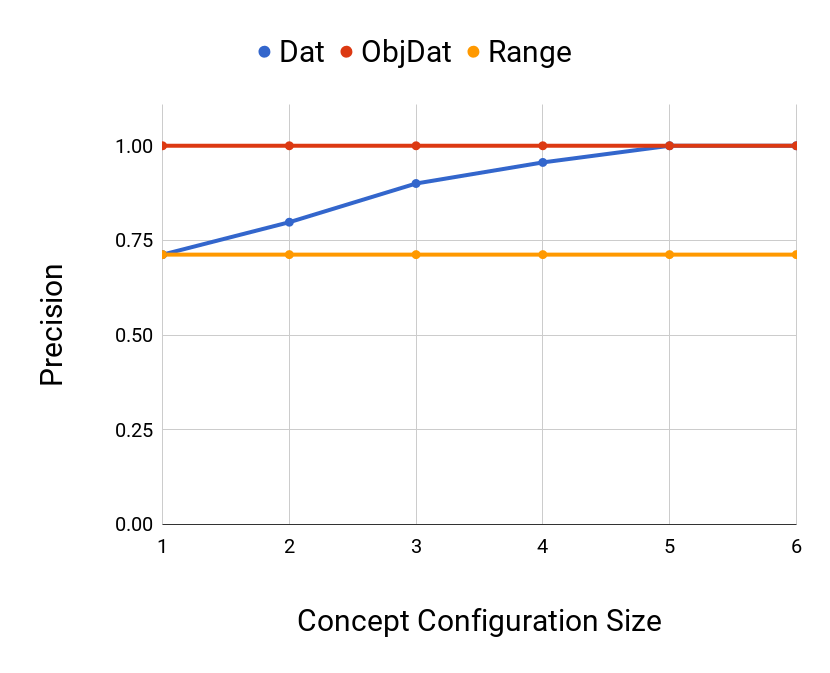 Dat ObjDat Range
1.00
0.75
0.50
0.25
0.00
Precision
1 2 3 4 5 6
Concept Configuration Size